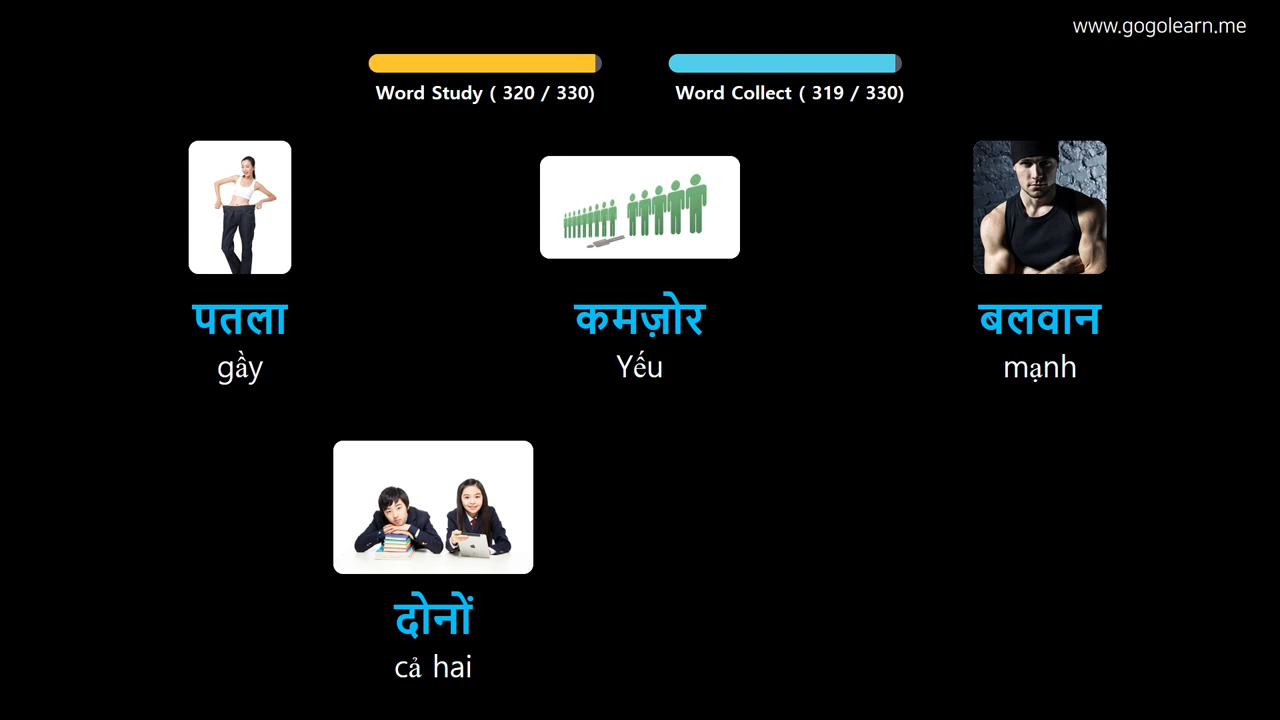 www.gogolearn.me
Word Study ( 320 / 330)
Word Collect ( 319 / 330)
पतला
gầy
कमज़ोर
Yếu
बलवान
mạnh
दोनों
cả hai